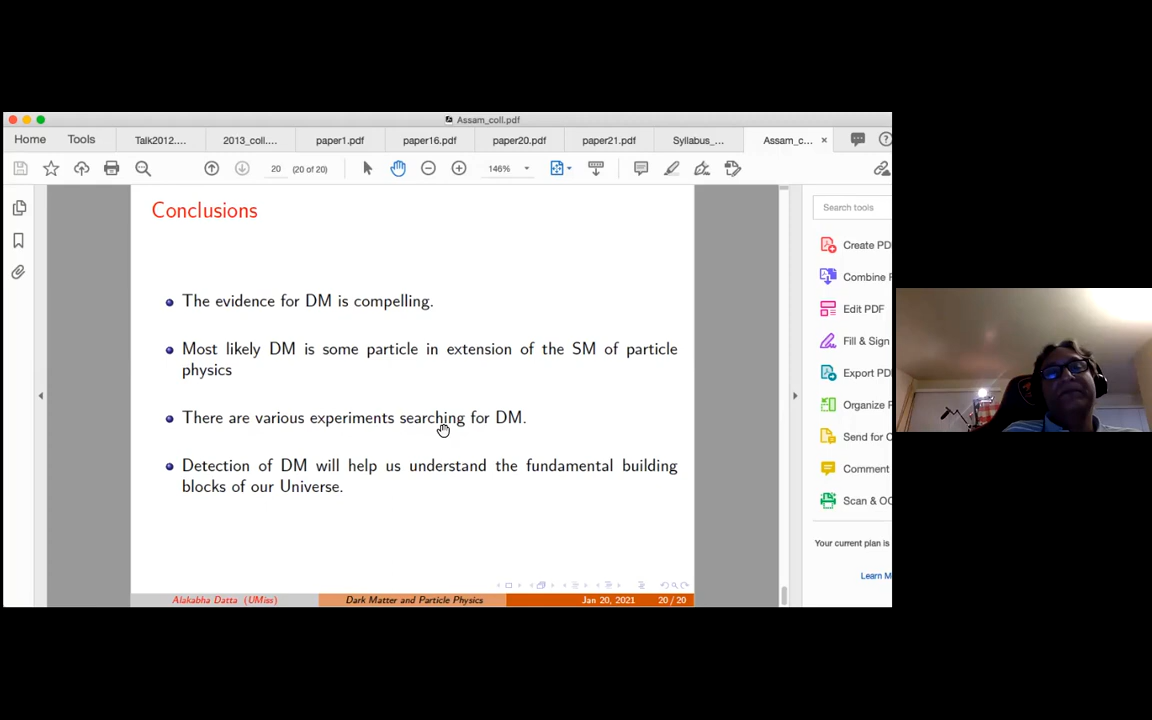 Assam_coll.pdf
Home Tools Talk2012.... 2013_coll.... paper1.pdf paper16.pdf paper20.pdf paper21.pdf Syllabus_... Assam_c... ×
20 (20 of 20) 146%
Conclusions
The evidence for DM is compelling.
Most likely DM is some particle in extension of the SM of particle
physics
There are various experiments searching for DM.
Detection of DM will help us understand the fundamental building
blocks of our Universe.
Alakabha Datta (UMiss) Dark Matter and Particle Physics Jan 20, 2021 20 / 20
Search tools
Create PD
Combine F
Edit PDF
Fill & Sign
Export PD
Organize F
Send for C
Comment
Scan & OC
Your current plan is
Learn M